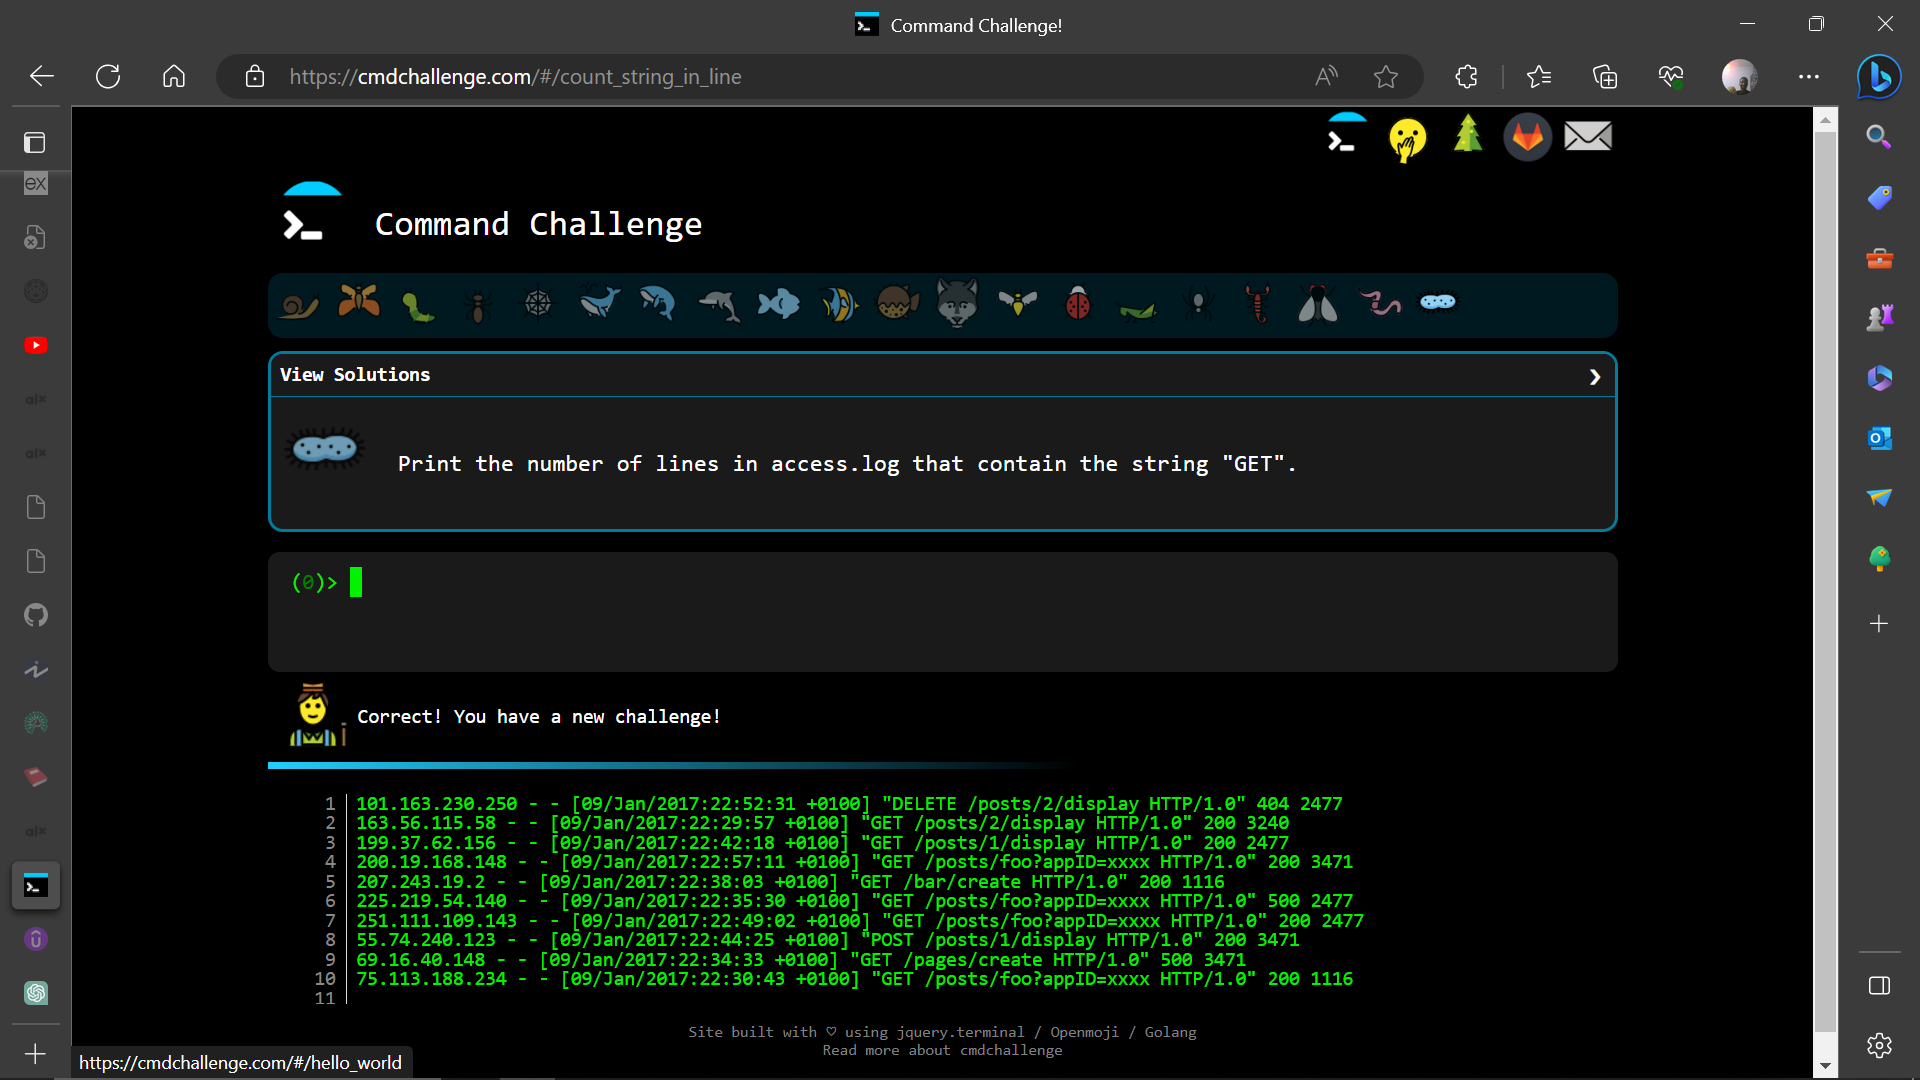 Command Challenge!
https://cmdchallenge.com/#/count_string_in_line
Command Challenge
View Solutions
Print the number of lines in access.log that contain the string "GET".
(0)>
Correct! You have a new challenge!
1 101.163.230.250 - - [09/Jan/2017:22:52:31 +0100] "DELETE /posts/2/display HTTP/1.0" 404 2477
2 163.56.115.58 - - [09/Jan/2017:22:29:57 +0100] "GET /posts/2/display HTTP/1.0" 200 3240
3 199.37.62.156 - - [09/Jan/2017:22:42:18 +0100] "GET /posts/1/display HTTP/1.0" 200 2477
4 200.19.168.148 - - [09/Jan/2017:22:57:11 +0100] "GET /posts/foo?appID=xxxx HTTP/1.0" 200 3471
5 207.243.19.2 - - [09/Jan/2017:22:38:03 +0100] "GET /bar/create HTTP/1.0" 200 1116
6 225.219.54.140 - - [09/Jan/2017:22:35:30 +0100] "GET /posts/foo?appID=xxxx HTTP/1.0" 500 2477
7 251.111.109.143 - - [09/Jan/2017:22:49:02 +0100] "GET /posts/foo?appID=xxxx HTTP/1.0" 200 2477
8 55.74.240.123 - - [09/Jan/2017:22:44:25 +0100] "POST /posts/1/display HTTP/1.0" 200 3471
9 69.16.40.148 - - [09/Jan/2017:22:34:33 +0100] "GET /pages/create HTTP/1.0" 500 3471
10 75.113.188.234 - - [09/Jan/2017:22:30:43 +0100] "GET /posts/foo?appID=xxxx HTTP/1.0" 200 1116
11
Site built with ♡ using jquery.terminal / Openmoji / Golang
Read more about cmdchallenge
https://cmdchallenge.com/#/hello_world
ex
alx
alx
alx